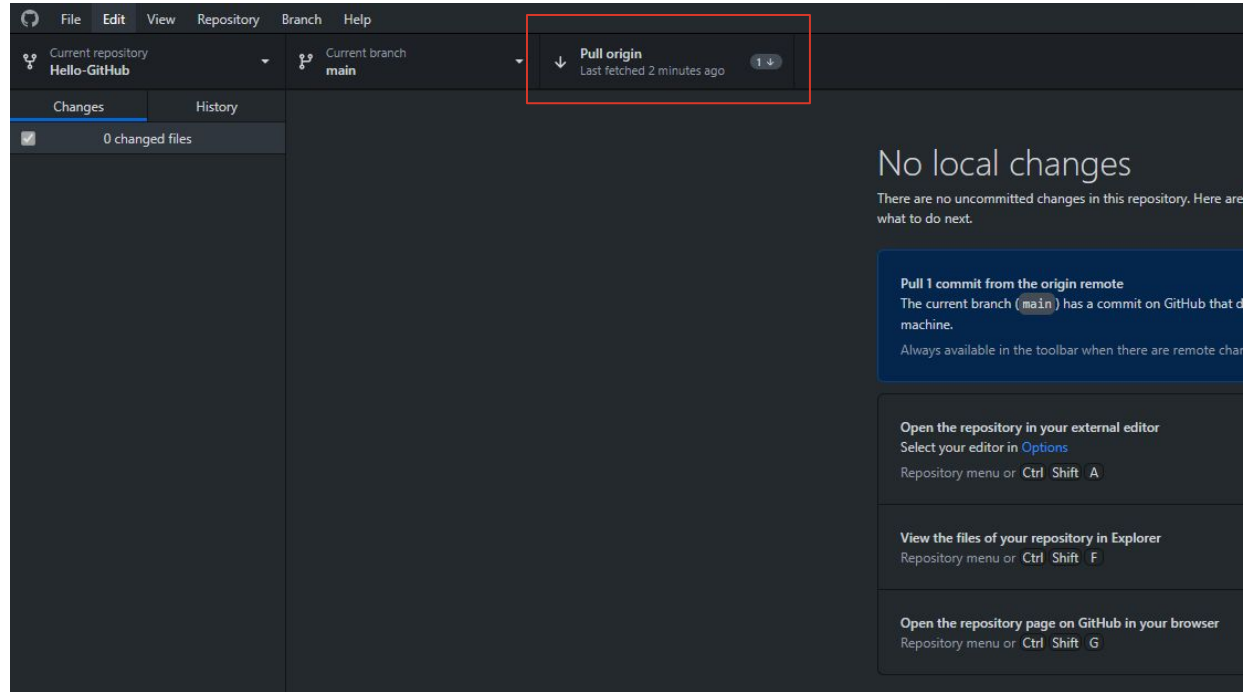 File Edit View Repository Branch Help
Current repository
Hello-GitHub
Current branch
main
Pull origin
Last fetched 2 minutes ago
1
Changes History
0 changed files
No local changes
There are no uncommitted changes in this repository. Here are
what to do next.
Pull 1 commit from the origin remote
The current branch (main) has a commit on GitHub that d
machine.
Always available in the toolbar when there are remote char
Open the repository in your external editor
Select your editor in Options
Repository menu or Ctrl Shift A
View the files of your repository in Explorer
Repository menu or Ctrl Shift F
Open the repository page on GitHub in your browser
Repository menu or Ctrl Shift G